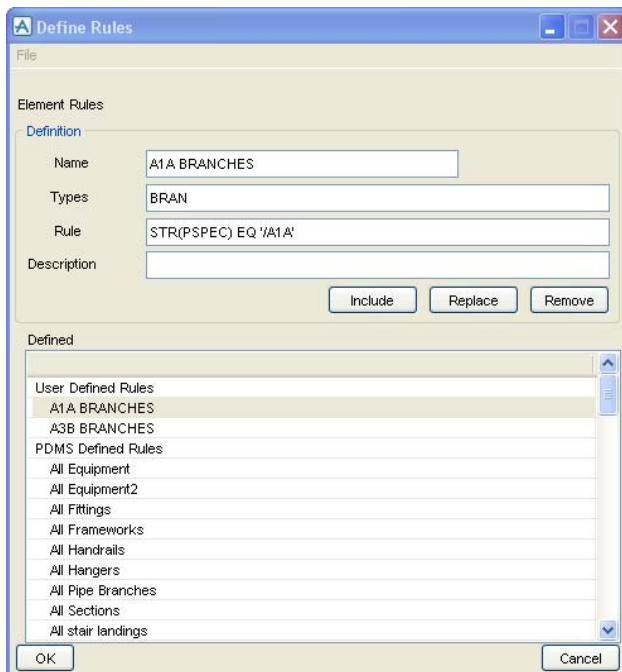 Define Rules
File
Element Rules
Definition
Name A1A BRANCHES
Types BRAN
Rule STR(PSPEC) EQ '/A1A'
Description
Include Replace Remove
Defined
User Defined Rules
A1A BRANCHES
A3B BRANCHES
PDMS Defined Rules
All Equipment
All Equipment2
All Fittings
All Frameworks
All Handrails
All Hangers
All Pipe Branches
All Sections
All stair landings
OK Cancel